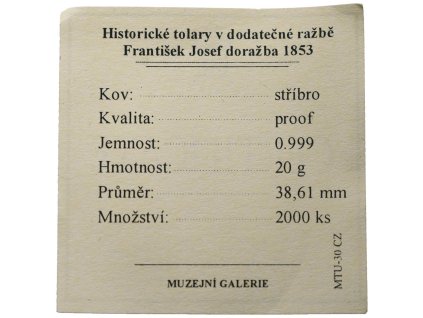 Historické tolary v dodatečné ražbě
František Josef doražba 1853
Kov: stříbro
Kvalita: proof
Jemnost: 0.999
Hmotnost: 20 g
Průměr: 38,61 mm
Množství: 2000 ks
MUZEJNÍ GALERIE
MTU-30 CZ